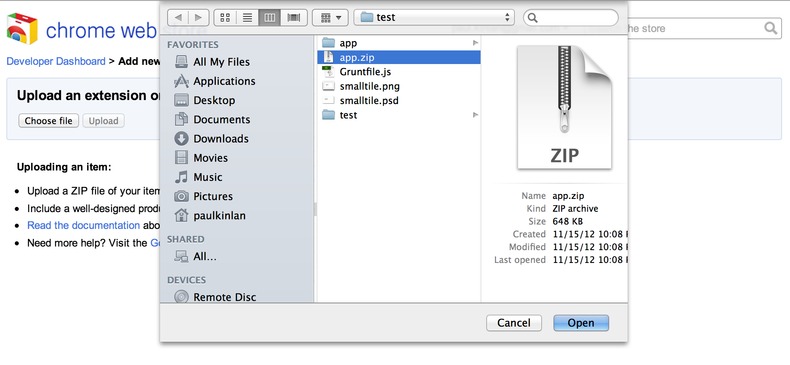 test
chrome web
the store
Developer Dashboard > Add new
Upload an extension or
Choose file
Upload
Uploading an item:
Upload a ZIP file of your item
Include a well-designed
Read the documentation
Need more help? Visit the
FAVORITES
All My Files
Applications
Desktop
Documents
Downloads
Movies
Music
Pictures
paulkinlan
SHARED
All...
DEVICES
Remote Disc
app
app.zip
Gruntfile.js
smalltile.png
smalltile.psd
test
ZIP
Name app.zip
Kind ZIP archive
Size 648 KB
Created 11/15/12 10:08
Modified 11/15/12 10:08
Last opened 11/15/12 10:08
Cancel
Open